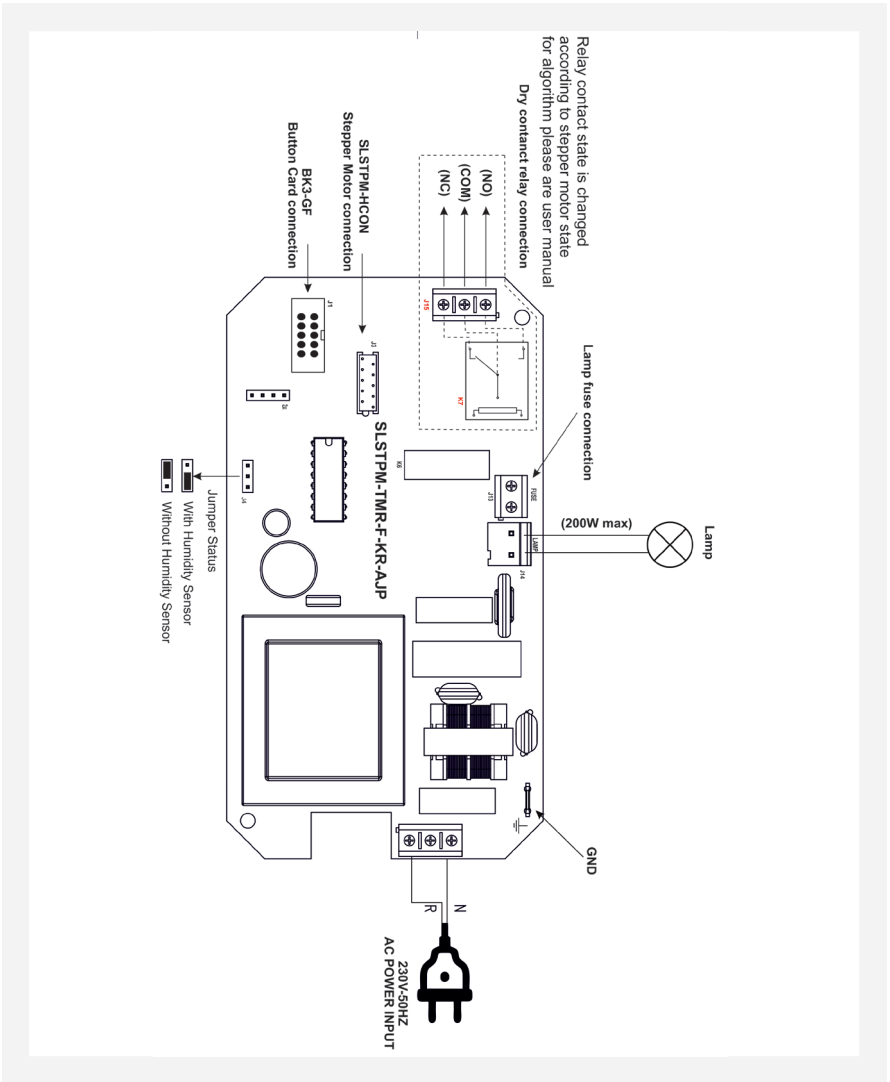 Relay contact state is changed
according to stepper motor state
for algorithm please are user manual
Dry contanct relay connection
(NO)
(COM)
(NC)
SLSTPM-HCON
Stepper Motor connection
BK3-GF
Button Card connection
J15
J1
J3
K7
Lamp fuse connection
FUSE
J13
K6
Lamp
(200W max)
LAMP
J14
SLSTPM-TMR-F-KR-AJP
J4
Jumper Status
With Humidity Sensor
Without Humidity Sensor
GND
N
R
230V-50HZ
AC POWER INPUT